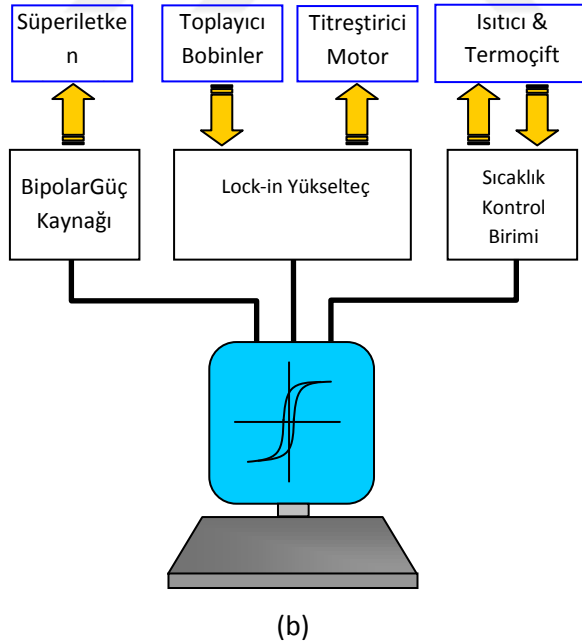 Süperiletke
n
Toplayıcı
Bobinler
Titreştirici
Motor
Isıtıcı &
Termoçift
BipolarGüç
Kaynağı
Lock-in Yükselteç
Sıcaklık
Kontrol
Birimi
(b)